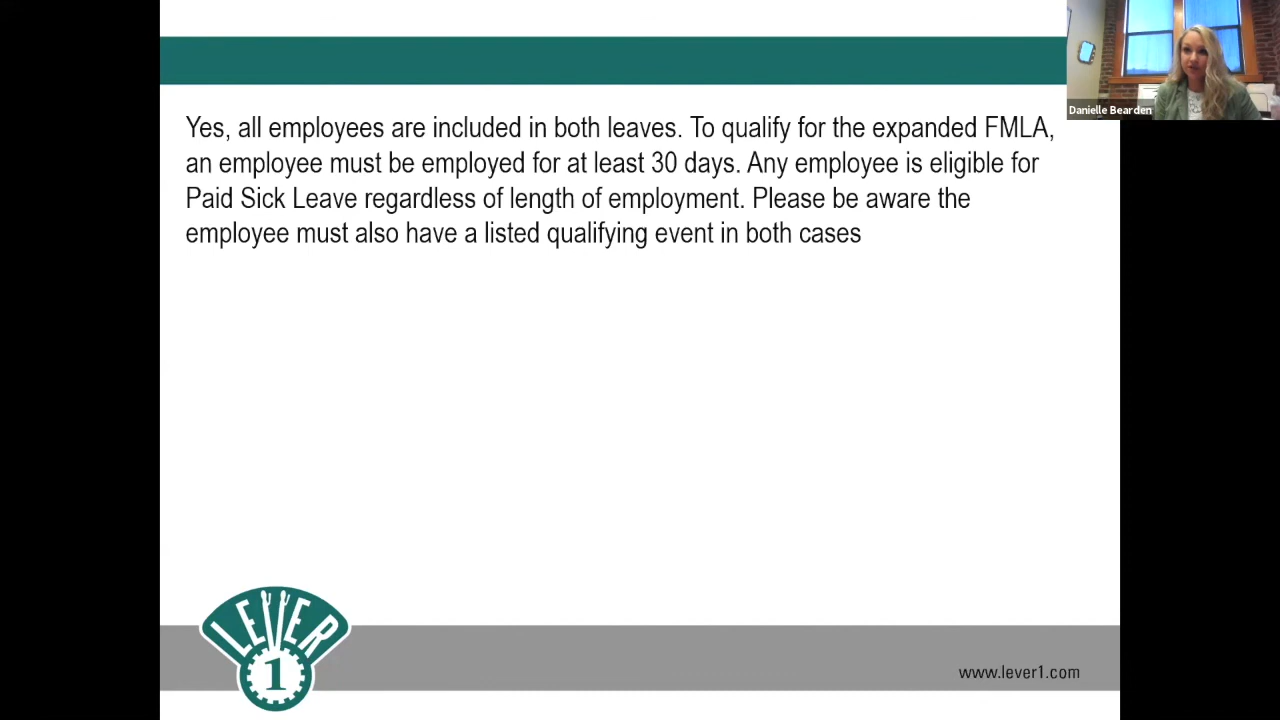 Danielle Bearden
Yes, all employees are included in both leaves. To qualify for the expanded FMLA,
an employee must be employed for at least 30 days. Any employee is eligible for
Paid Sick Leave regardless of length of employment. Please be aware the
employee must also have a listed qualifying event in both cases
LEVER
1
www.lever1.com